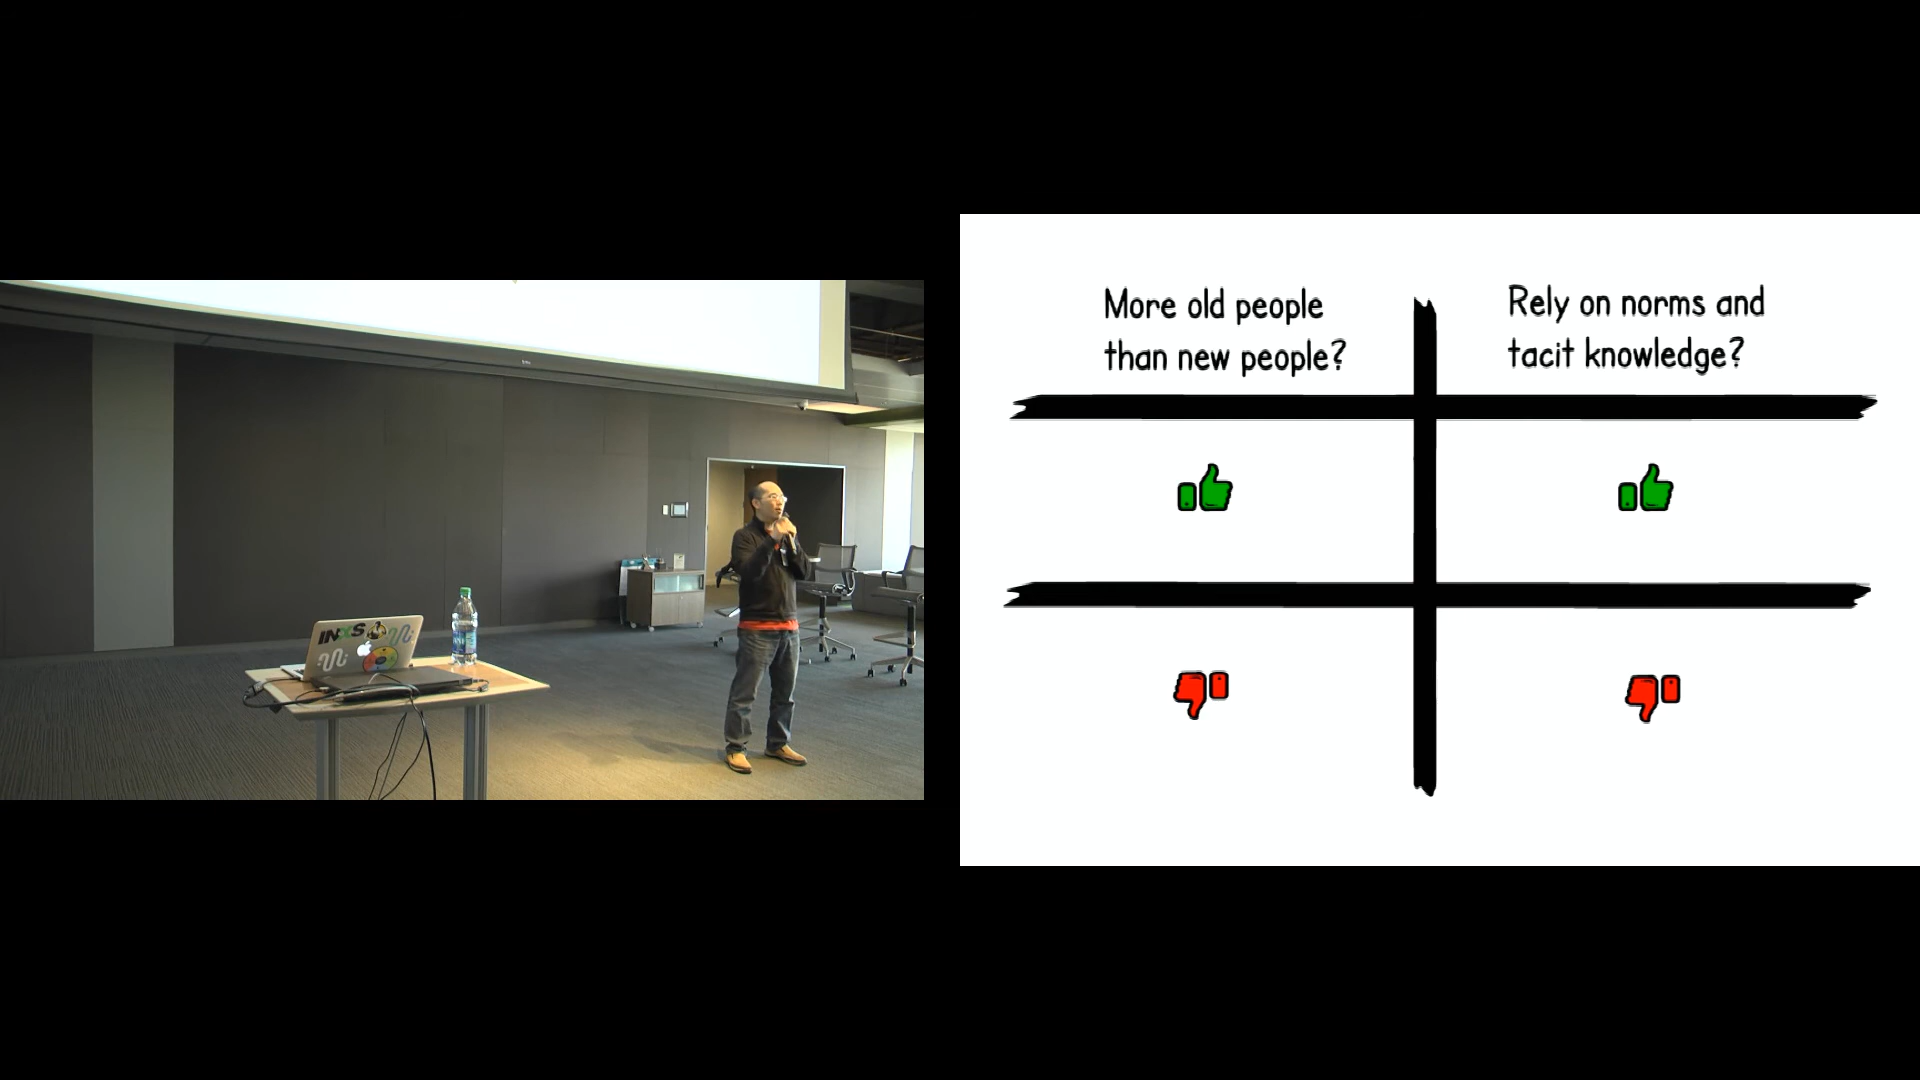 INXS
More old people
than new people?
Rely on norms and
tacit knowledge?